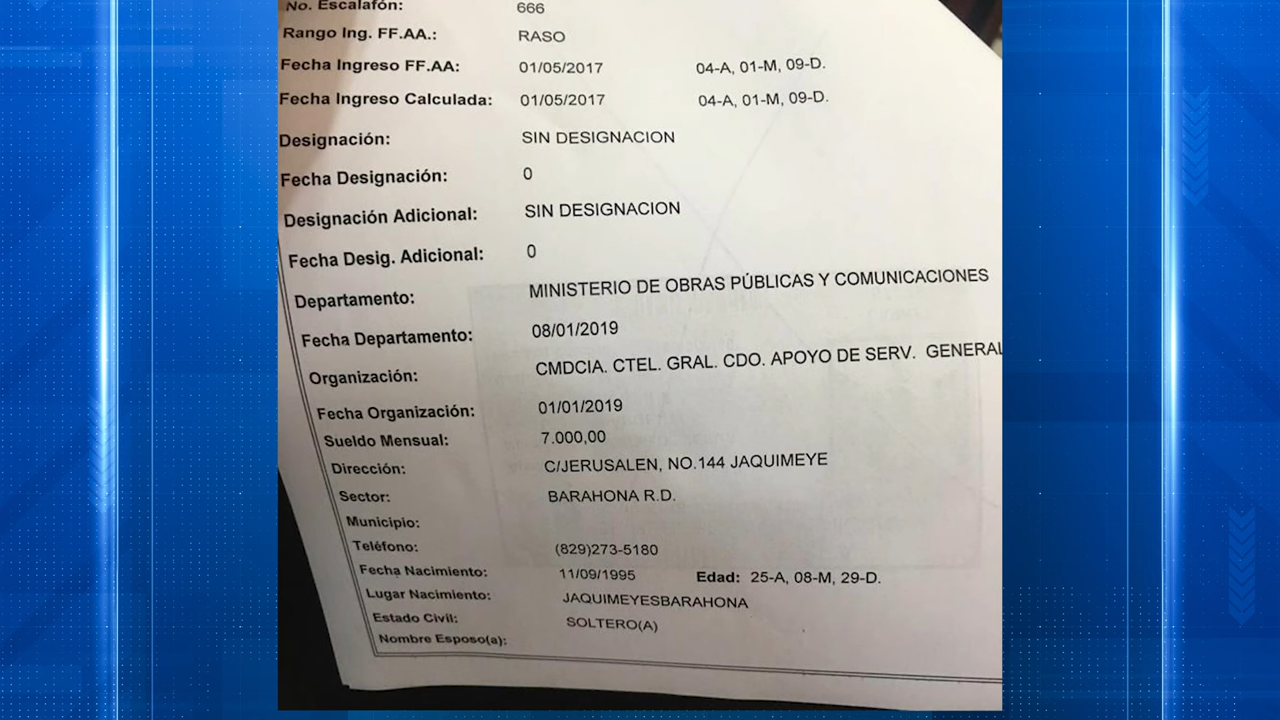 No. Escalafón: 666
Rango Ing. FF.AA.: RASO
Fecha Ingreso FF.AA: 01/05/2017 04-A, 01-M, 09-D.
Fecha Ingreso Calculada: 01/05/2017 04-A, 01-M, 09-D.
Designación: SIN DESIGNACION
Fecha Designación: 0
Designación Adicional: SIN DESIGNACION
Fecha Desig. Adicional: 0
Departamento: MINISTERIO DE OBRAS PÚBLICAS Y COMUNICACIONES
Fecha Departamento: 08/01/2019
Organización: CMDCIA. CTEL. GRAL. CDO. APOYO DE SERV. GENERAL
Fecha Organización: 01/01/2019
Sueldo Mensual: 7.000,00
Dirección: C/JERUSALEN, NO.144 JAQUIMEYE
Sector: BARAHONA R.D.
Municipio:
Teléfono: (829)273-5180
Fecha Nacimiento: 11/09/1995 Edad: 25-A, 08-M, 29-D.
Lugar Nacimiento: JAQUIMEYESBARAHONA
Estado Civil: SOLTERO(A)
Nombre Esposo(a):